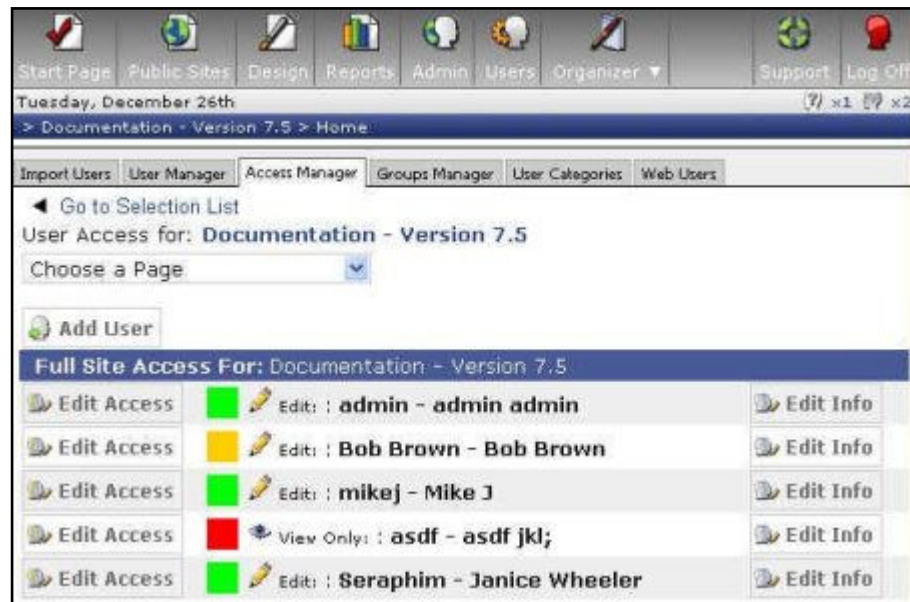 Start Page Public Sites Design Reports Admin Users Organizer ▼ Support Log Off
Tuesday, December 26th x1 x2
> Documentation - Version 7.5 > Home
Import Users User Manager Access Manager Groups Manager User Categories Web Users
◄ Go to Selection List
User Access for: Documentation - Version 7.5
Choose a Page
Add User
Full Site Access For: Documentation - Version 7.5
Edit Access Edit: : admin - admin admin Edit Info
Edit Access Edit: : Bob Brown - Bob Brown Edit Info
Edit Access Edit: : mikej - Mike J Edit Info
Edit Access View Only: : asdf - asdf jkl; Edit Info
Edit Access Edit: : Seraphim - Janice Wheeler Edit Info